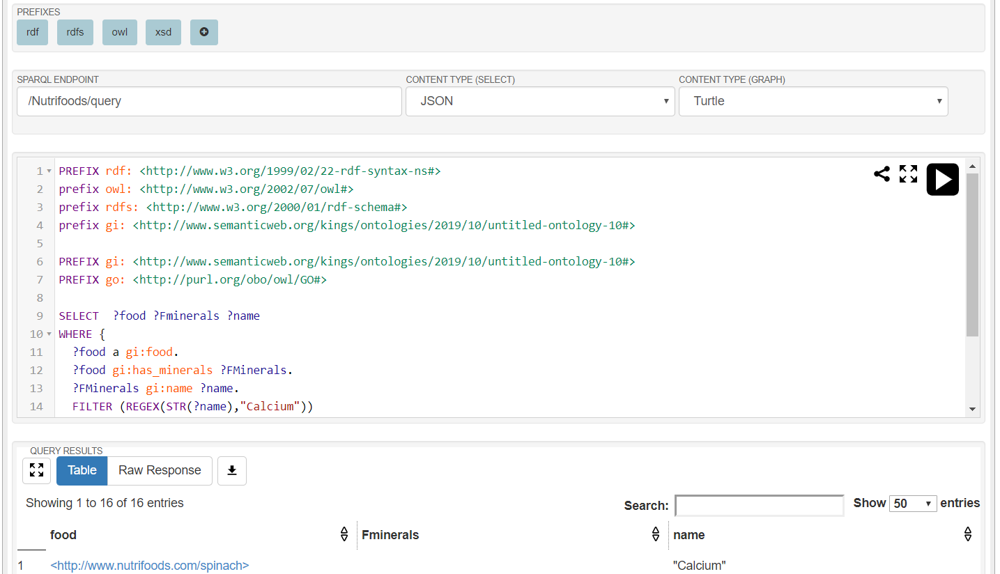 PREFIXES
rdf rdfs owl xsd
SPARQL ENDPOINT CONTENT TYPE (SELECT) CONTENT TYPE (GRAPH)
/Nutrifoods/query JSON Turtle
1 PREFIX rdf: <http://www.w3.org/1999/02/22-rdf-syntax-ns#>
2 prefix owl: <http://www.w3.org/2002/07/owl#>
3 prefix rdfs: <http://www.w3.org/2000/01/rdf-schema#>
4 prefix gi: <http://www.semanticweb.org/kings/ontologies/2019/10/untitled-ontology-10#>
5
6 PREFIX gi: <http://www.semanticweb.org/kings/ontologies/2019/10/untitled-ontology-10#>
7 PREFIX go: <http://purl.org/obo/owl/GO#>
8
9 SELECT ?food ?Fminerals ?name
10 WHERE {
11 ?food a gi:food.
12 ?food gi:has_minerals ?FMinerals.
13 ?FMinerals gi:name ?name.
14 FILTER (REGEX(STR(?name),"Calcium"))
QUERY RESULTS
Table Raw Response
Showing 1 to 16 of 16 entries Search: Show 50 entries
food Fminerals name
1 <http://www.nutrifoods.com/spinach> "Calcium"